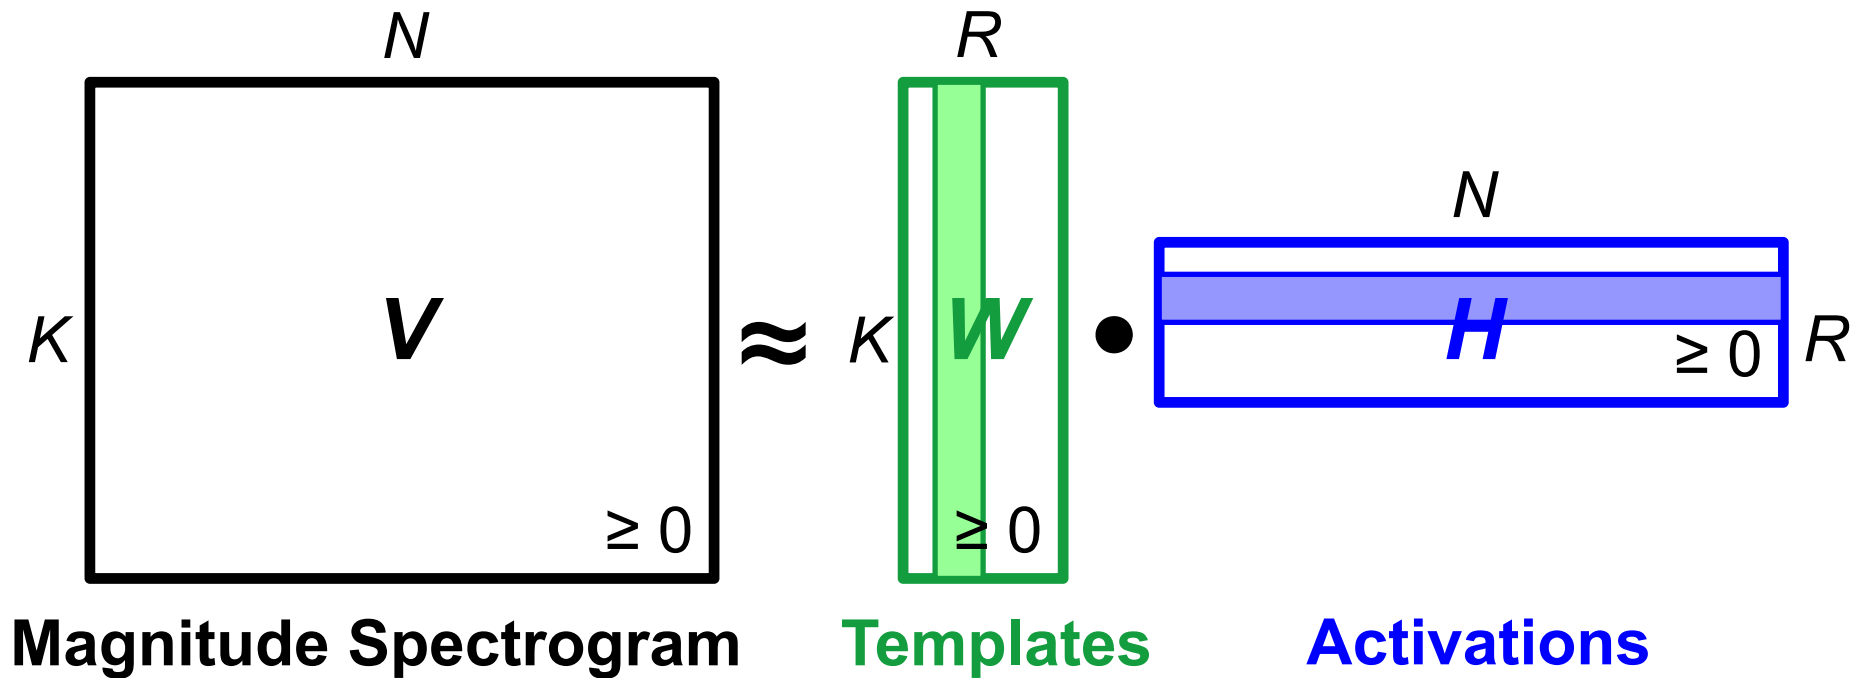 N
R
N
K
V
≈
K
W
•
H
R
≥ 0
≥ 0
≥ 0
Magnitude Spectrogram
Templates
Activations